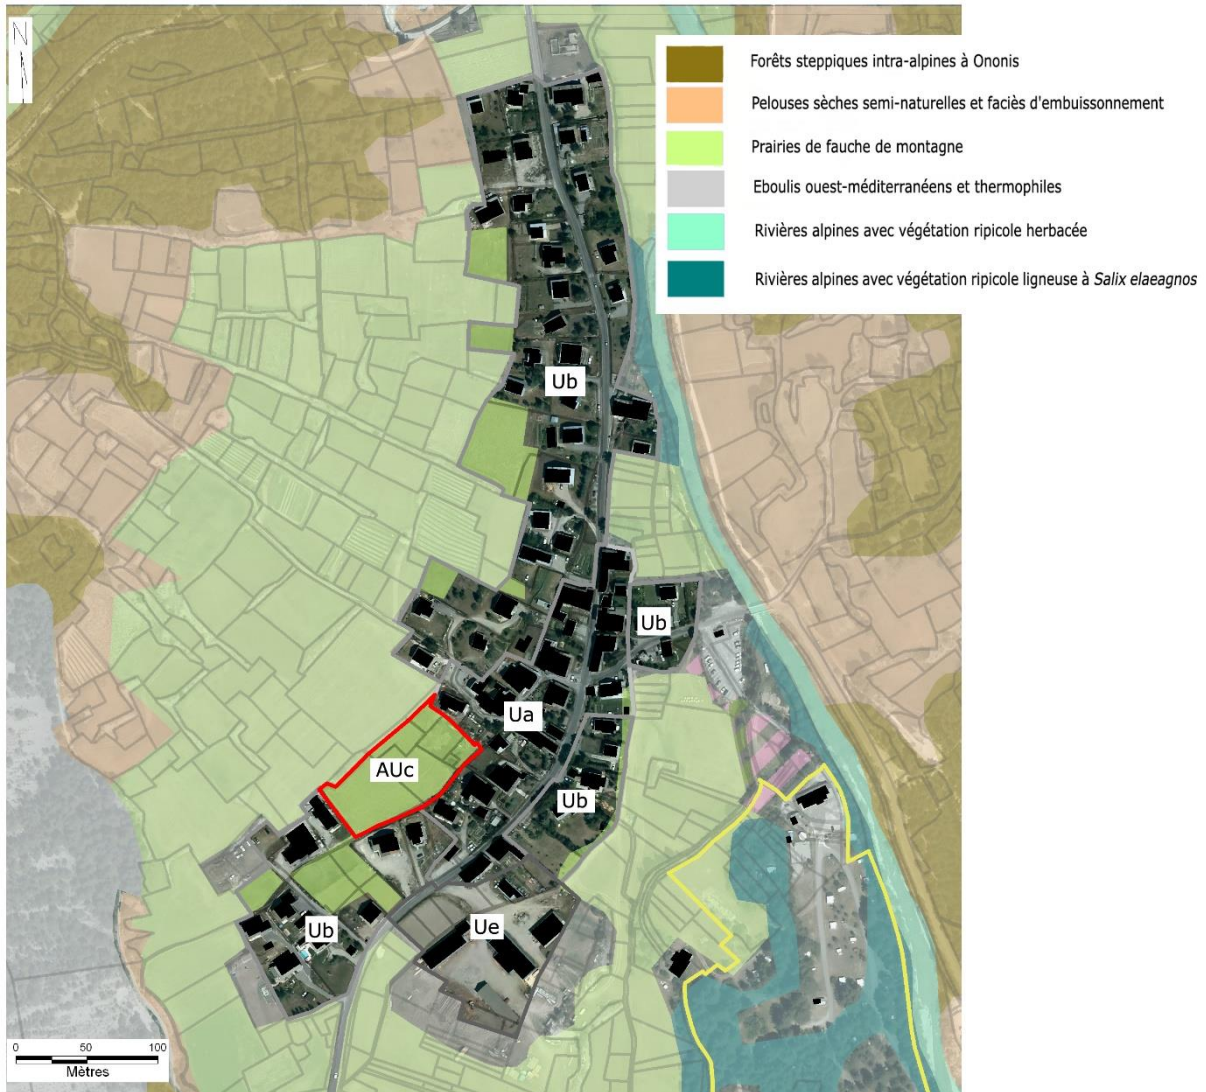 N
Forêts steppiques intra-alpines à Ononis
Pelouses sèches semi-naturelles et faciès d'embuissonnement
Prairies de fauche de montagne
Eboulis ouest-méditerranéens et thermophiles
Rivières alpines avec végétation ripicole herbacée
Rivières alpines avec végétation ripicole ligneuse à Salix elaeagnos
Ub
Ub
Ua
AUc
Ub
Ub
Ue
0 50 100
Mètres